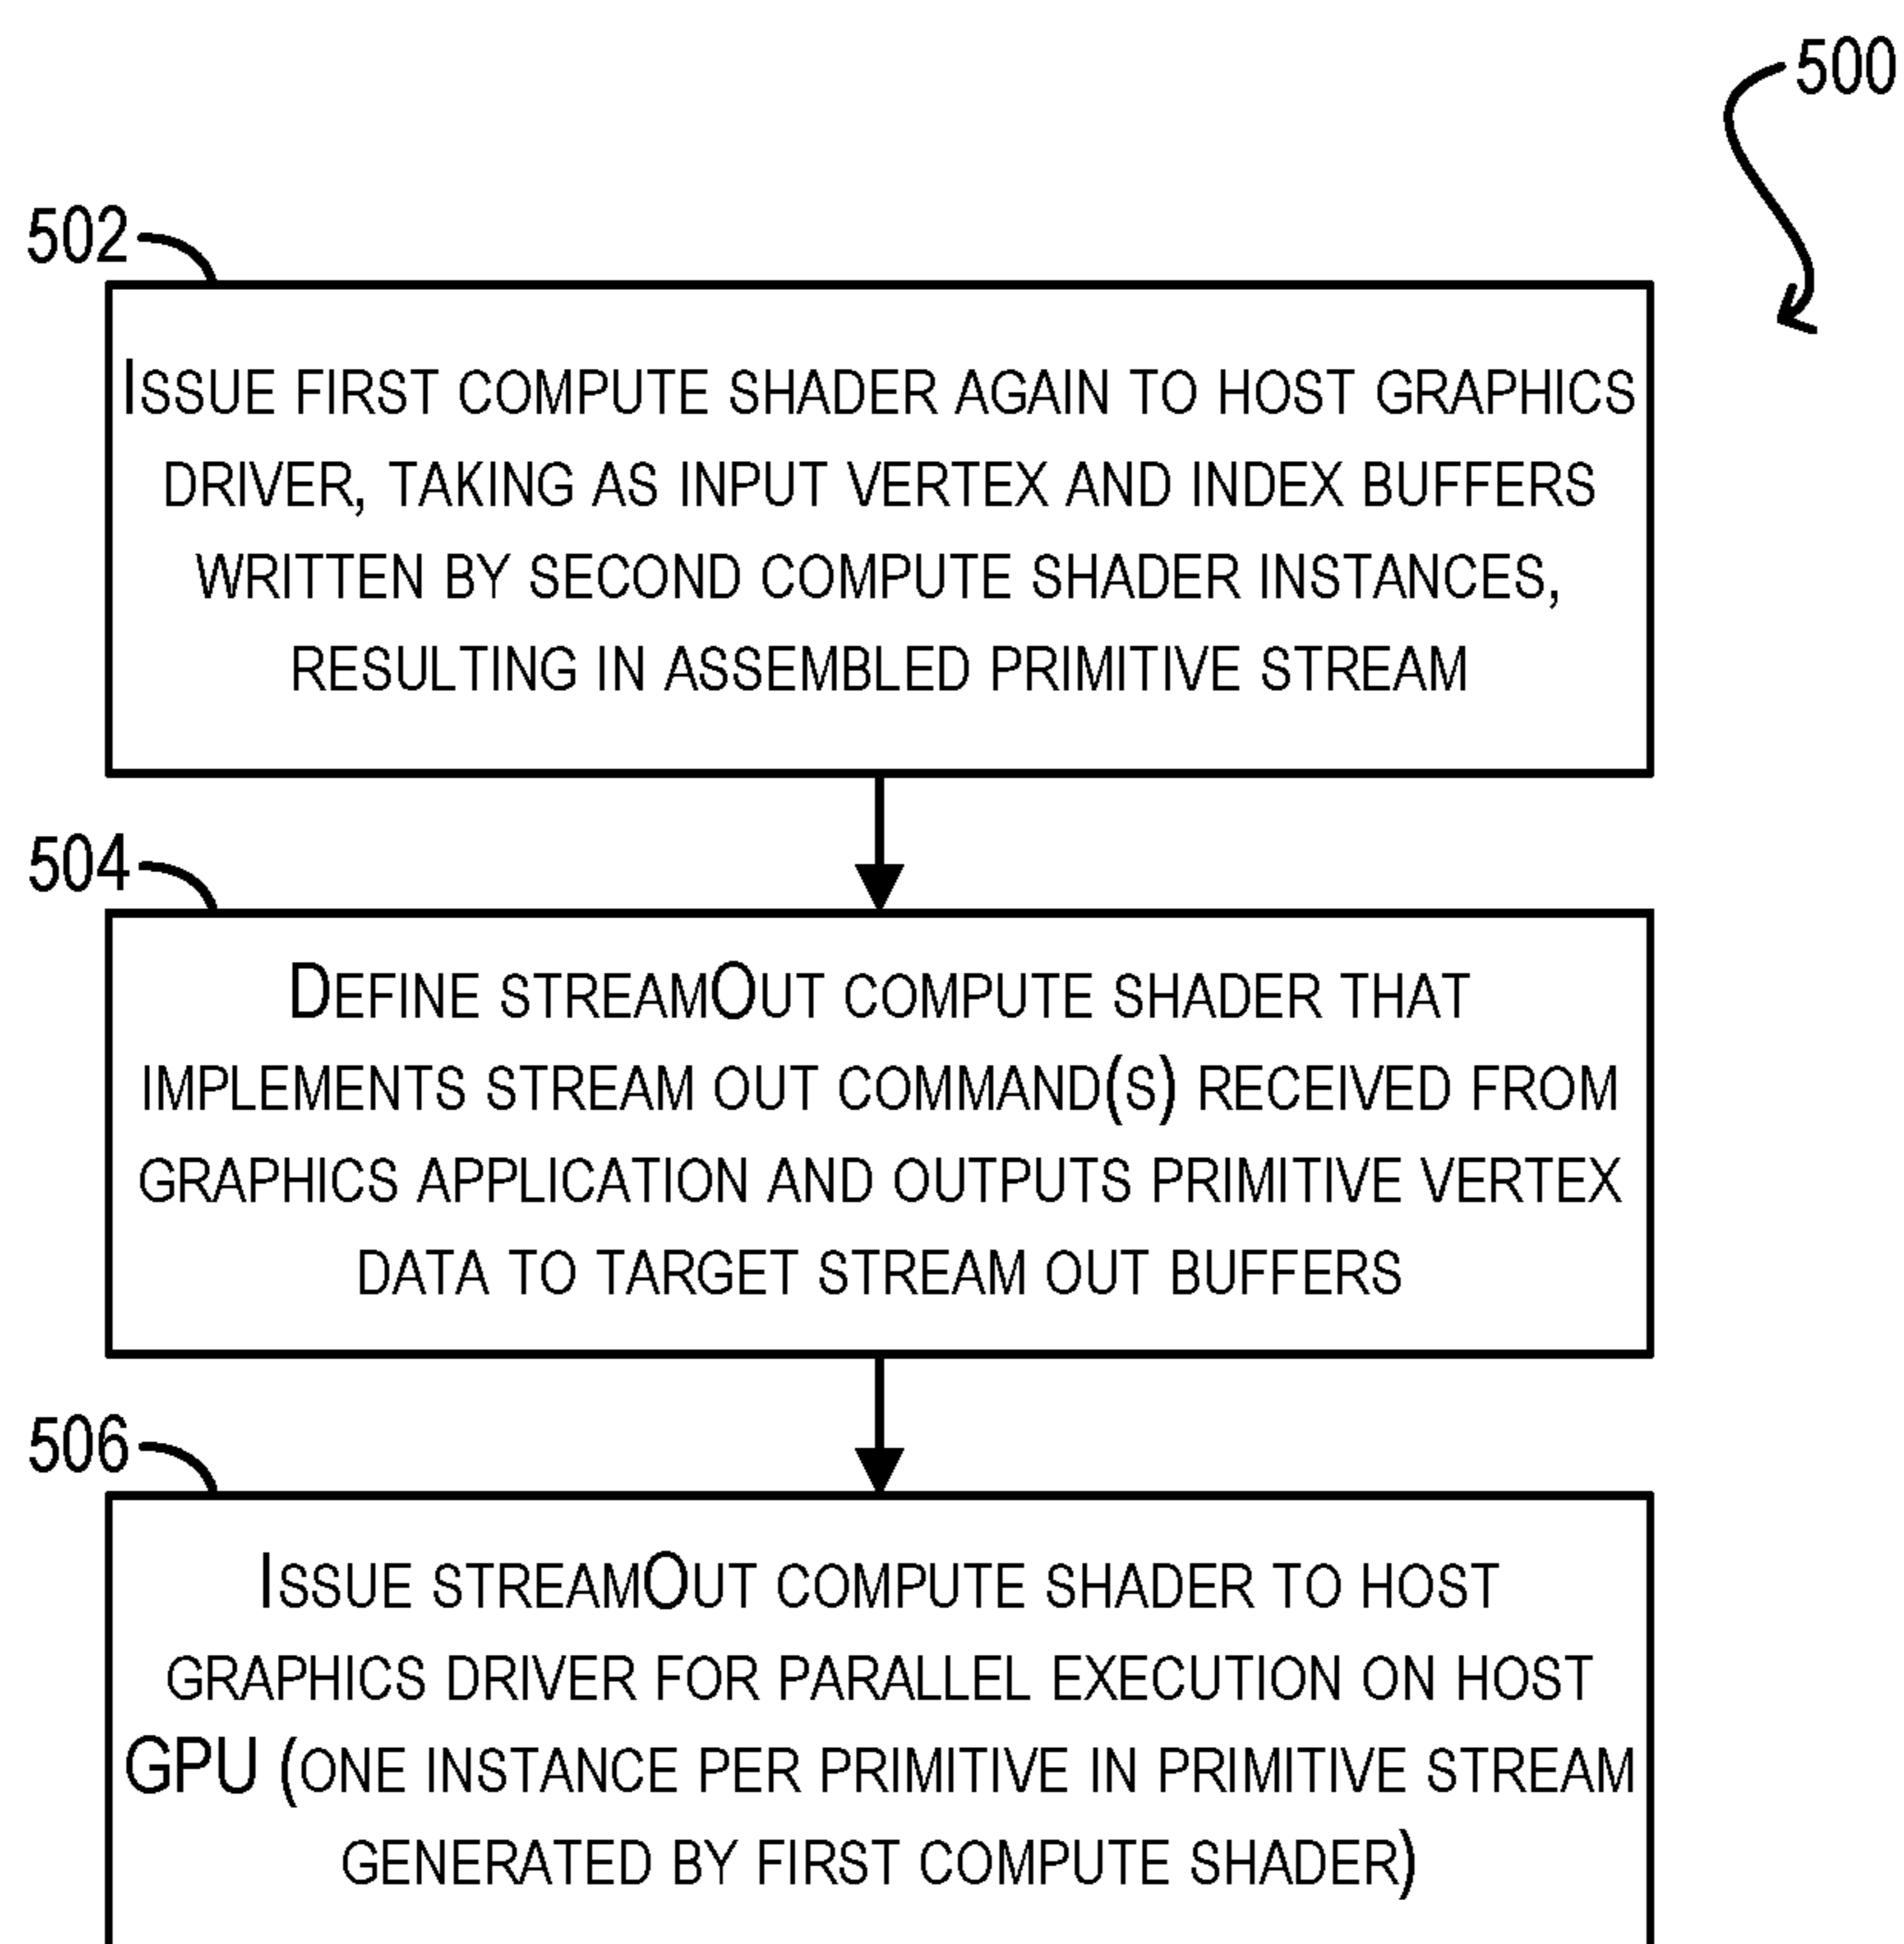 500
502
Issue first compute shader again to host graphics
driver, taking as input vertex and index buffers
written by second compute shader instances,
resulting in assembled primitive stream
504
Define streamOut compute shader that
implements stream out command(s) received from
graphics application and outputs primitive vertex
data to target stream out buffers
506
Issue streamOut compute shader to host
graphics driver for parallel execution on host
GPU (one instance per primitive in primitive stream
generated by first compute shader)